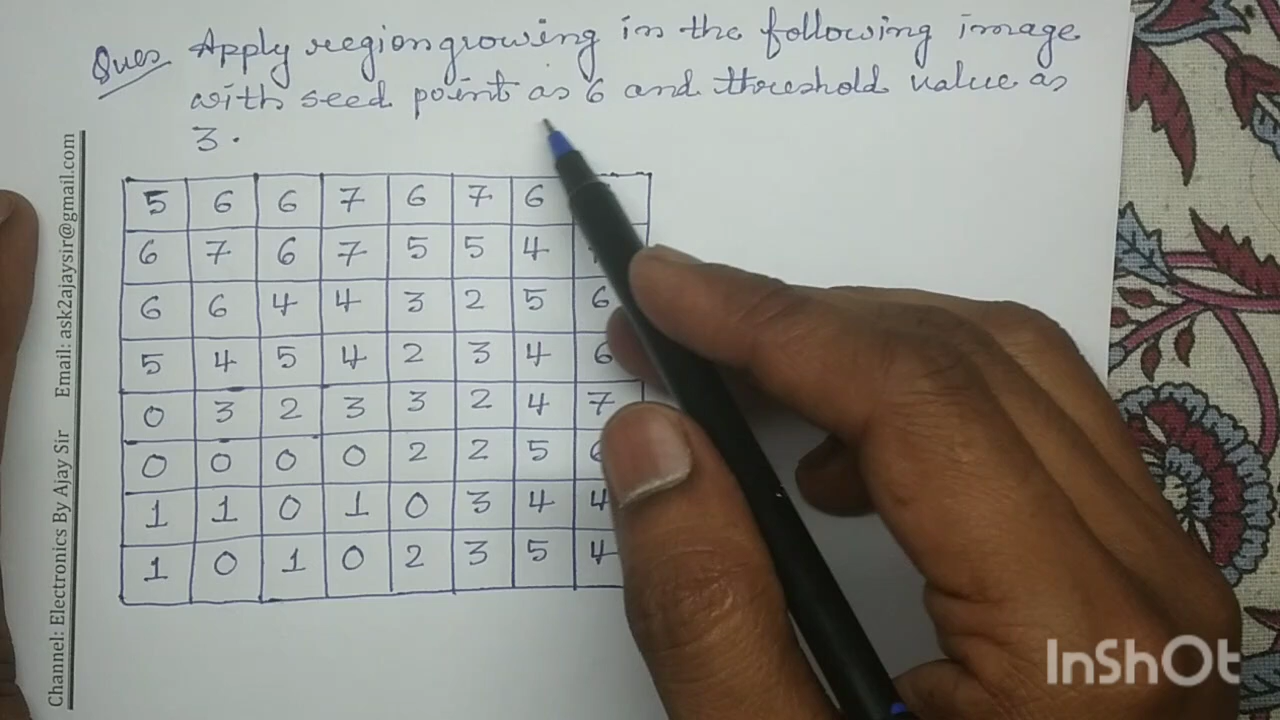 Ques Apply region growing in the following image
with seed point as 6 and threshold value as
3.
5 6 6 7 6 7 6
6 7 6 7 5 5 4
6 6 4 4 3 2 5 6
5 4 5 4 2 3 4 6
0 3 2 3 3 2 4 7
0 0 0 0 2 2 5 6
1 1 0 1 0 3 4 4
1 0 1 0 2 3 5 4
Channel: Electronics By Ajay Sir Email: ask2ajaysir@gmail.com
InShOt